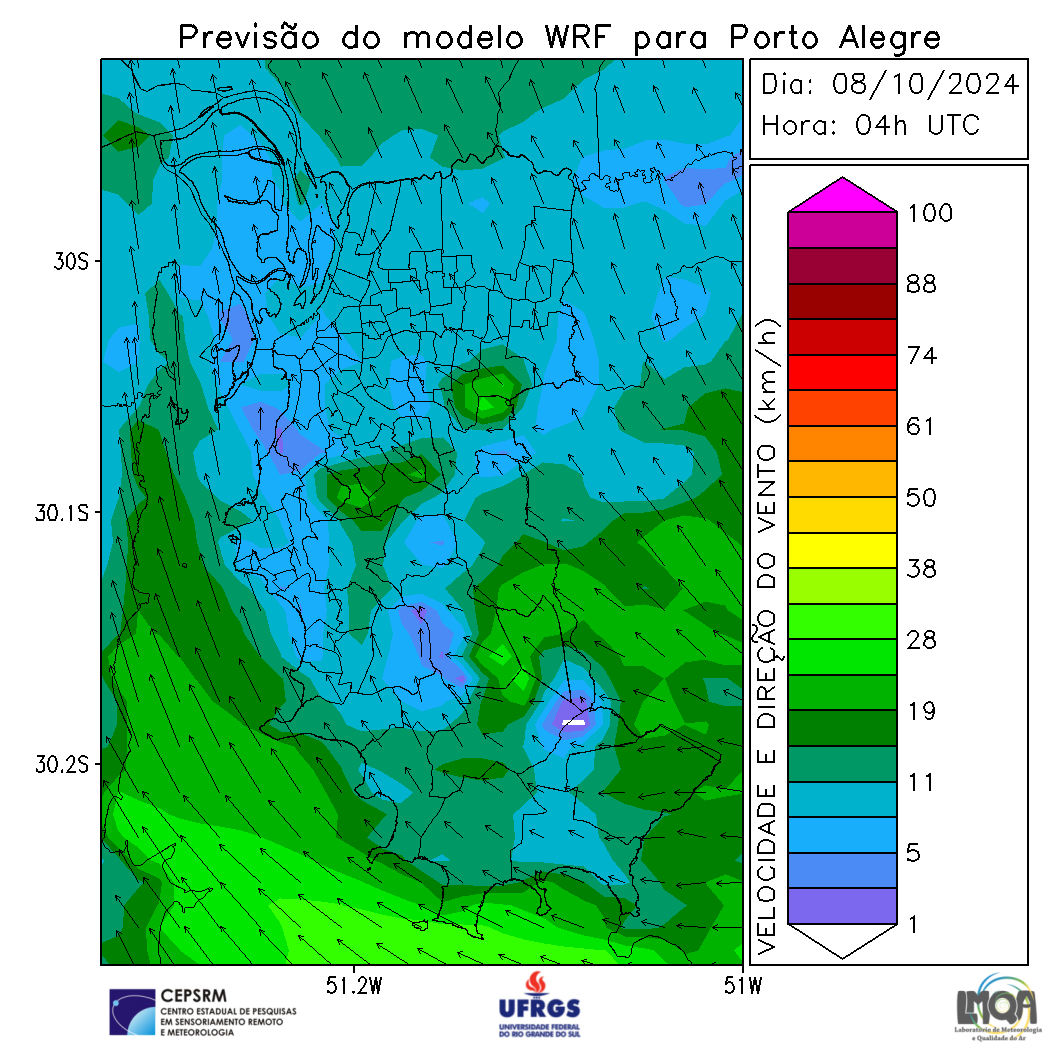 Previsão do modelo WRF para Porto Alegre
Dia: 08/10/2024
Hora: 04h UTC
30S
30.1S
30.2S
51.2W
51W
VELOCIDADE E DIREÇÃO DO VENTO (km/h)
100
88
74
61
50
38
28
19
11
5
1
CEPSRM
CENTRO ESTADUAL DE PESQUISAS
EM SENSORIAMENTO REMOTO
E METEOROLOGIA
UFRGS
UNIVERSIDADE FEDERAL
DO RIO GRANDE DO SUL
LMQA
Laboratório de Meteorologia
e Qualidade do Ar